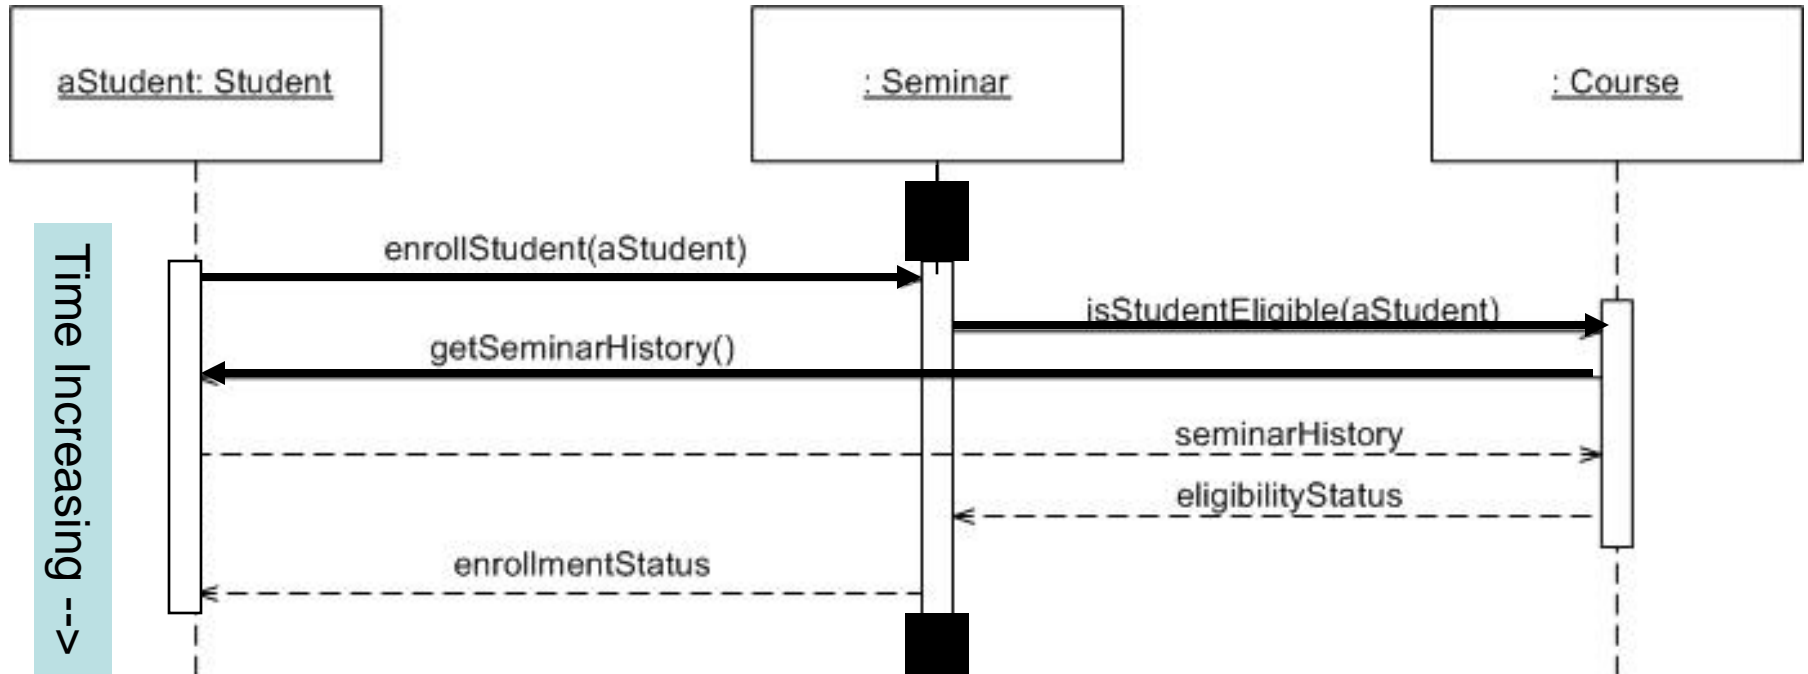 aStudent: Student
: Seminar
: Course
Time Increasing -->
enrollStudent(aStudent)
isStudentEligible(aStudent)
getSeminarHistory()
seminarHistory
eligibilityStatus
enrollmentStatus